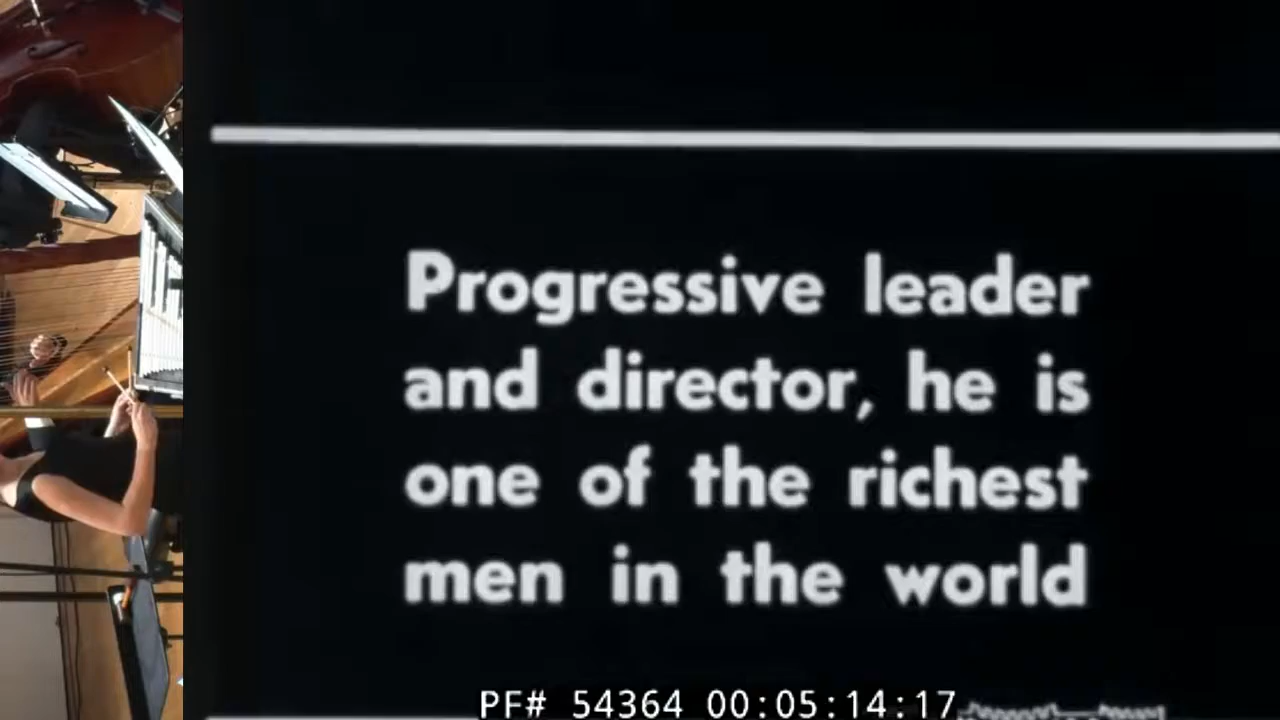 Progressive leader
and director, he is
one of the richest
men in the world
PF# 54364 00:05:14:17